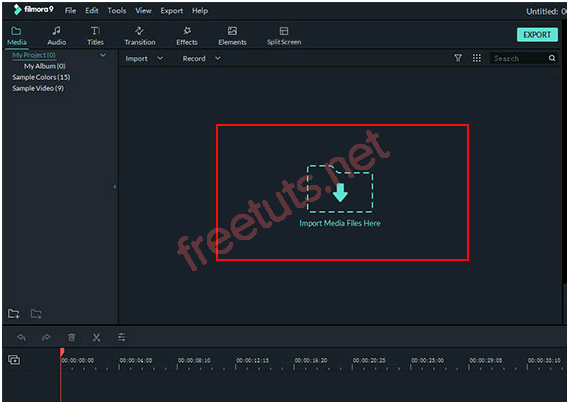 filmora9 File Edit Tools View Export Help Untitled: 00
Media Audio Titles Transition Effects Elements Split Screen EXPORT
My Project (0) Import Record Search
My Album (0)
Sample Colors (15)
Sample Video (9)
freetuts.net
Import Media Files Here
00:00:00:00 00:00:04:05 00:00:08:10 00:00:12:15 00:00:16:20 00:00:20:25 00:00:25:00 00:00:29:05 00:00:33:10